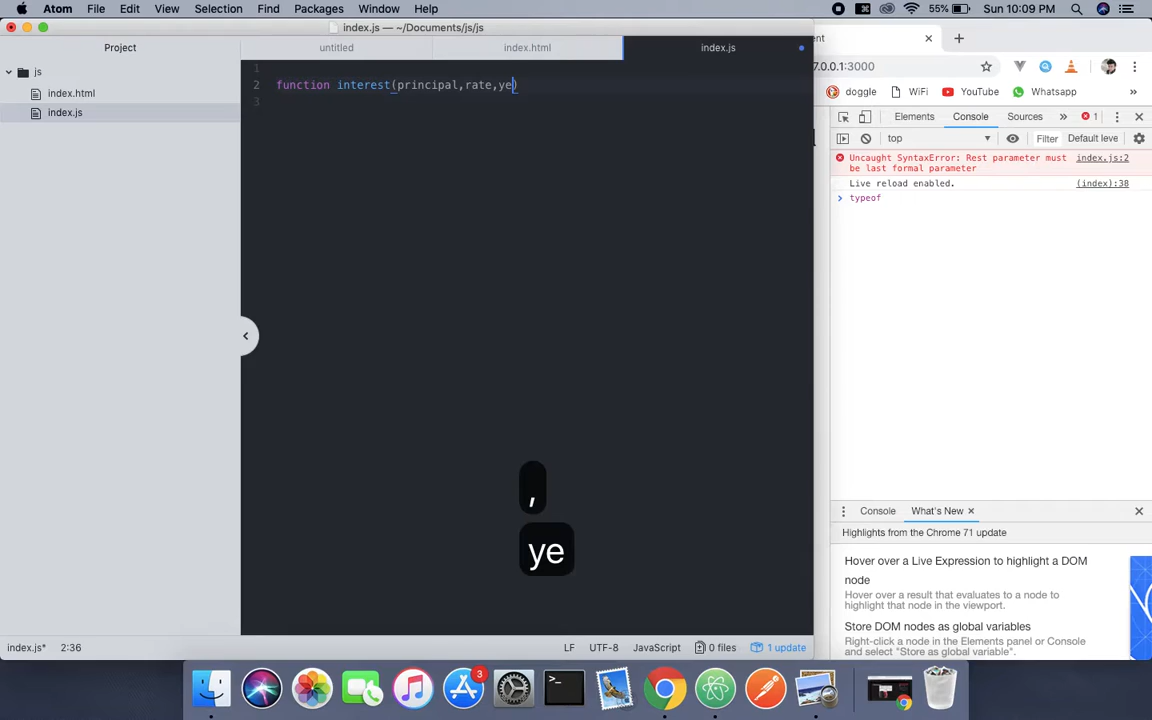 Atom File Edit View Selection Find Packages Window Help 55% Sun 10:09 PM
index.js — ~/Documents/js/js
Project
untitled
index.html
index.js
js
index.html
index.js
1
2 function interest(principal,rate,ye)
3
,
ye
index.js* 2:36 LF UTF-8 JavaScript 0 files 1 update
ent
7.0.0.1:3000
doggle WiFi YouTube Whatsapp »
Elements Console Sources » 1
top Filter Default leve
Uncaught SyntaxError: Rest parameter must index.js:2
be last formal parameter
Live reload enabled. (index):38
typeof
Console What's New
Highlights from the Chrome 71 update
Hover over a Live Expression to highlight a DOM
node
Hover over a result that evaluates to a node to
highlight that node in the viewport.
Store DOM nodes as global variables
Right-click a node in the Elements panel or Console
and select "Store as global variable".
3
>_